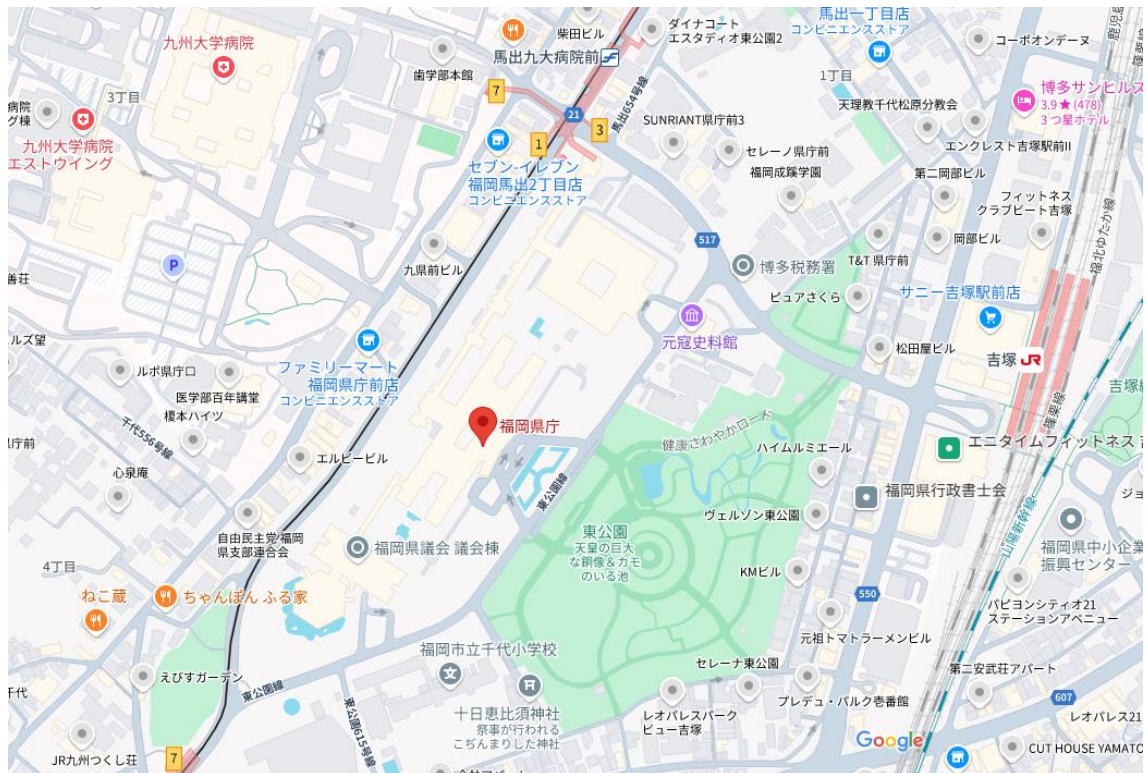 九州大学病院
柴田ビル
ダイナコート
エスタディオ東公園2
馬出一丁目店
コンビニエンスストア
コーポオンデーヌ
馬出九大病院前
歯学部本館
3丁目
7
21
1
3
馬出654号線
1丁目
天理教千代松原分教会
博多サンヒルズ
3.9 ★ (478)
3 つ星ホテル
九州大学病院
エストウイング
病院
グ棟
SUNRIANT県庁前3
セレーノ県庁前
福岡成蹊学園
エンクレスト吉塚駅前II
第二岡部ビル
セブン-イレブン
福岡馬出2丁目店
コンビニエンスストア
フィットネス
クラブビート吉塚
岡部ビル
517
博多税務署
T&T 県庁前
福北ゆたか線
篠栗線
P
善荘
九県前ビル
ピュアさくら
サニー吉塚駅前店
元寇史料館
松田屋ビル
吉塚
JR
ルズ望
ルポ県庁口
ファミリーマート
福岡県庁前店
コンビニエンスストア
医学部百年講堂
榎本ハイツ
千代556号線
福岡県庁
健康さわやかロード
ハイムルミエール
エニタイムフィットネス 吉
篠栗線
心泉庵
エルビービル
東公園線
福岡県行政書士会
ヴェルソン東公園
山陽新幹線
自由民主党福岡
県支部連合会
福岡県議会 議会棟
東公園
天皇の巨大
な銅像＆カモ
のいる池
福岡県中小企業
振興センター
4丁目
ねこ蔵
ちゃんぽん ふる家
KMビル
550
パピヨンシティオ21
ステーションアベニュー
元祖トマトラーメンビル
福岡市立千代小学校
文
えびすガーデン
東公園線
セレーナ東公園
第二安武荘アパート
十日恵比須神社
祭事が行われる
こぢんまりした神社
東公園615号線
レオパレスパーク
ビュー吉塚
プレデュ・パルク壱番館
607
レオパレス21
JR九州つくし荘
7
Google
CUT HOUSE YAMATO